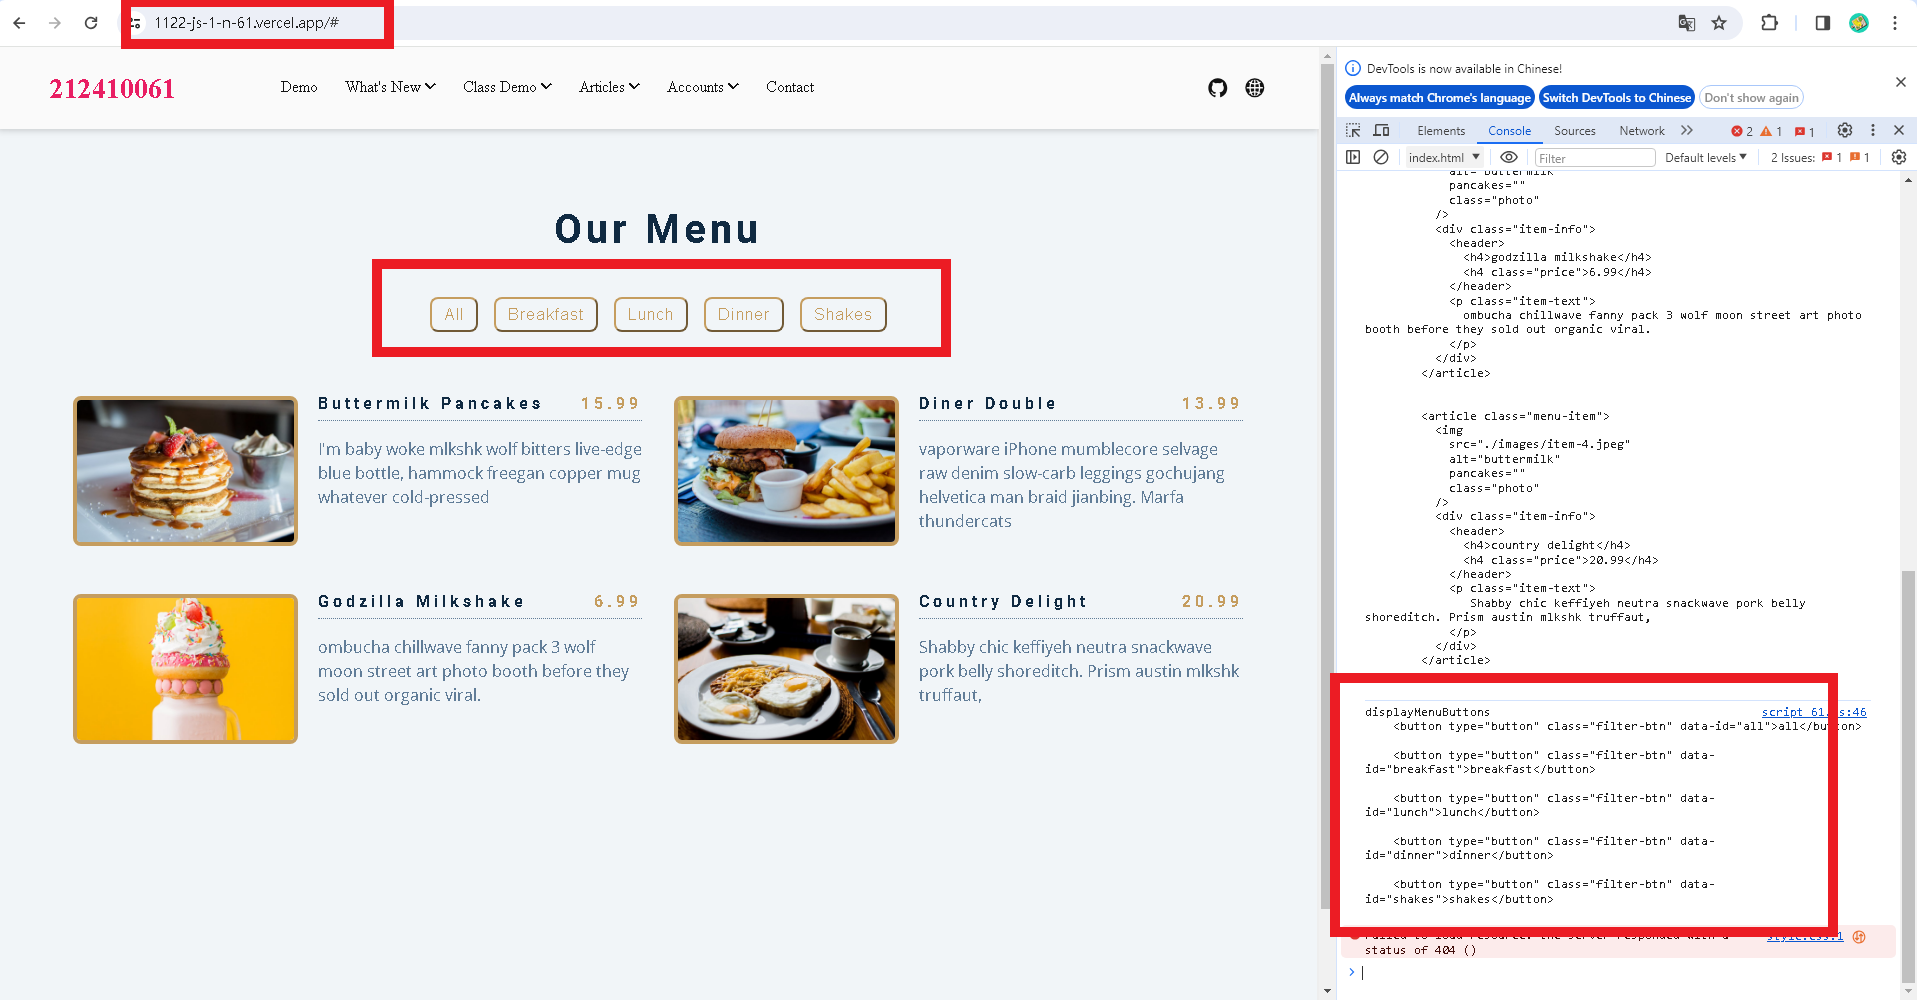 1122-js-1-n-61.vercel.app/#
212410061
Demo
What's New
Class Demo
Articles
Accounts
Contact
Our Menu
All
Breakfast
Lunch
Dinner
Shakes
Buttermilk Pancakes 15.99
I'm baby woke mlkshk wolf bitters live-edge
blue bottle, hammock freegan copper mug
whatever cold-pressed
Diner Double 13.99
vaporware iPhone mumblecore selvage
raw denim slow-carb leggings gochujang
helvetica man braid jianbing. Marfa
thundercats
Godzilla Milkshake 6.99
ombucha chillwave fanny pack 3 wolf
moon street art photo booth before they
sold out organic viral.
Country Delight 20.99
Shabby chic keffiyeh neutra snackwave
pork belly shoreditch. Prism austin mlkshk
truffaut,
DevTools is now available in Chinese!
Always match Chrome's language
Switch DevTools to Chinese
Don't show again
Elements
Console
Sources
Network
2
1
1
index.html
Filter
Default levels
2 Issues: 1 1
alt="buttermilk"
pancakes=""
class="photo"
/>
<div class="item-info">
<header>
<h4>godzilla milkshake</h4>
<h4 class="price">6.99</h4>
</header>
<p class="item-text">
ombucha chillwave fanny pack 3 wolf moon street art photo
booth before they sold out organic viral.
</p>
</div>
</article>
<article class="menu-item">
<img
src="./images/item-4.jpeg"
alt="buttermilk"
pancakes=""
class="photo"
/>
<div class="item-info">
<header>
<h4>country delight</h4>
<h4 class="price">20.99</h4>
</header>
<p class="item-text">
Shabby chic keffiyeh neutra snackwave pork belly
shoreditch. Prism austin mlkshk truffaut,
</p>
</div>
</article>
displayMenuButtons script_61.js:46
<button type="button" class="filter-btn" data-id="all">all</button>
<button type="button" class="filter-btn" data-
id="breakfast">breakfast</button>
<button type="button" class="filter-btn" data-
id="lunch">lunch</button>
<button type="button" class="filter-btn" data-
id="dinner">dinner</button>
<button type="button" class="filter-btn" data-
id="shakes">shakes</button>
Failed to load resource: the server responded with a style.css:1
status of 404 ()